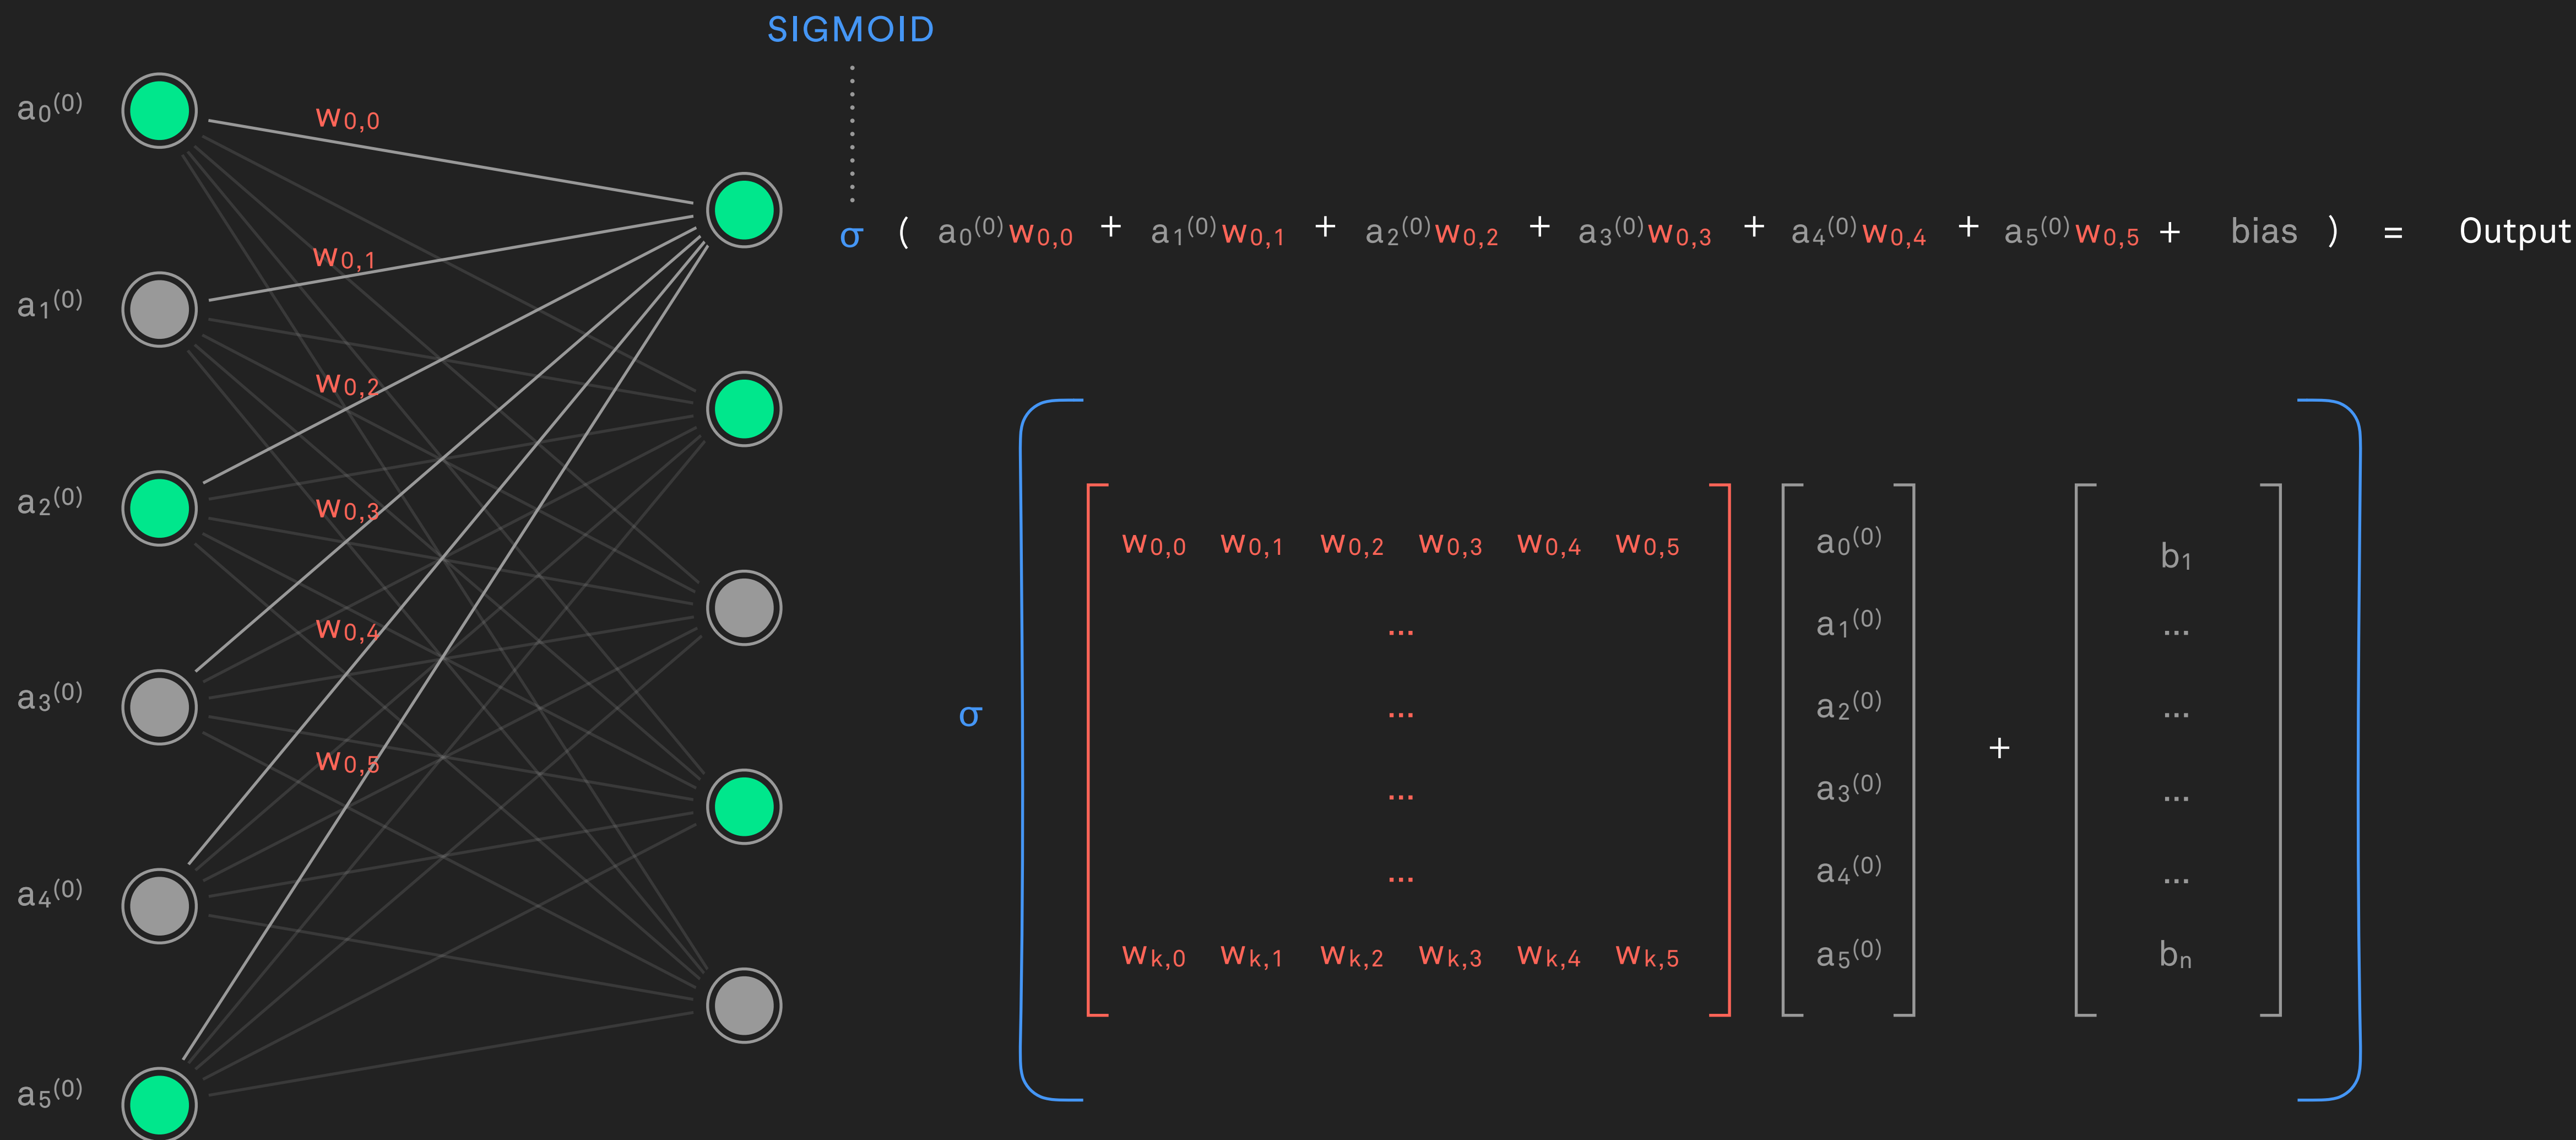 SIGMOID
a₀⁽⁰⁾
w₀,₀
σ ( a₀⁽⁰⁾w₀,₀ + a₁⁽⁰⁾w₀,₁ + a₂⁽⁰⁾w₀,₂ + a₃⁽⁰⁾w₀,₃ + a₄⁽⁰⁾w₀,₄ + a₅⁽⁰⁾w₀,₅ + bias ) = Output
w₀,₁
a₁⁽⁰⁾
w₀,₂
a₂⁽⁰⁾
w₀,₃
w₀,₄
a₃⁽⁰⁾
w₀,₅
a₄⁽⁰⁾
a₅⁽⁰⁾
w₀,₀ w₀,₁ w₀,₂ w₀,₃ w₀,₄ w₀,₅ a₀⁽⁰⁾ b₁
... a₁⁽⁰⁾ ...
σ ... a₂⁽⁰⁾ ...
+
... a₃⁽⁰⁾ ...
... a₄⁽⁰⁾ ...
wₖ,₀ wₖ,₁ wₖ,₂ wₖ,₃ wₖ,₄ wₖ,₅ a₅⁽⁰⁾ bₙ